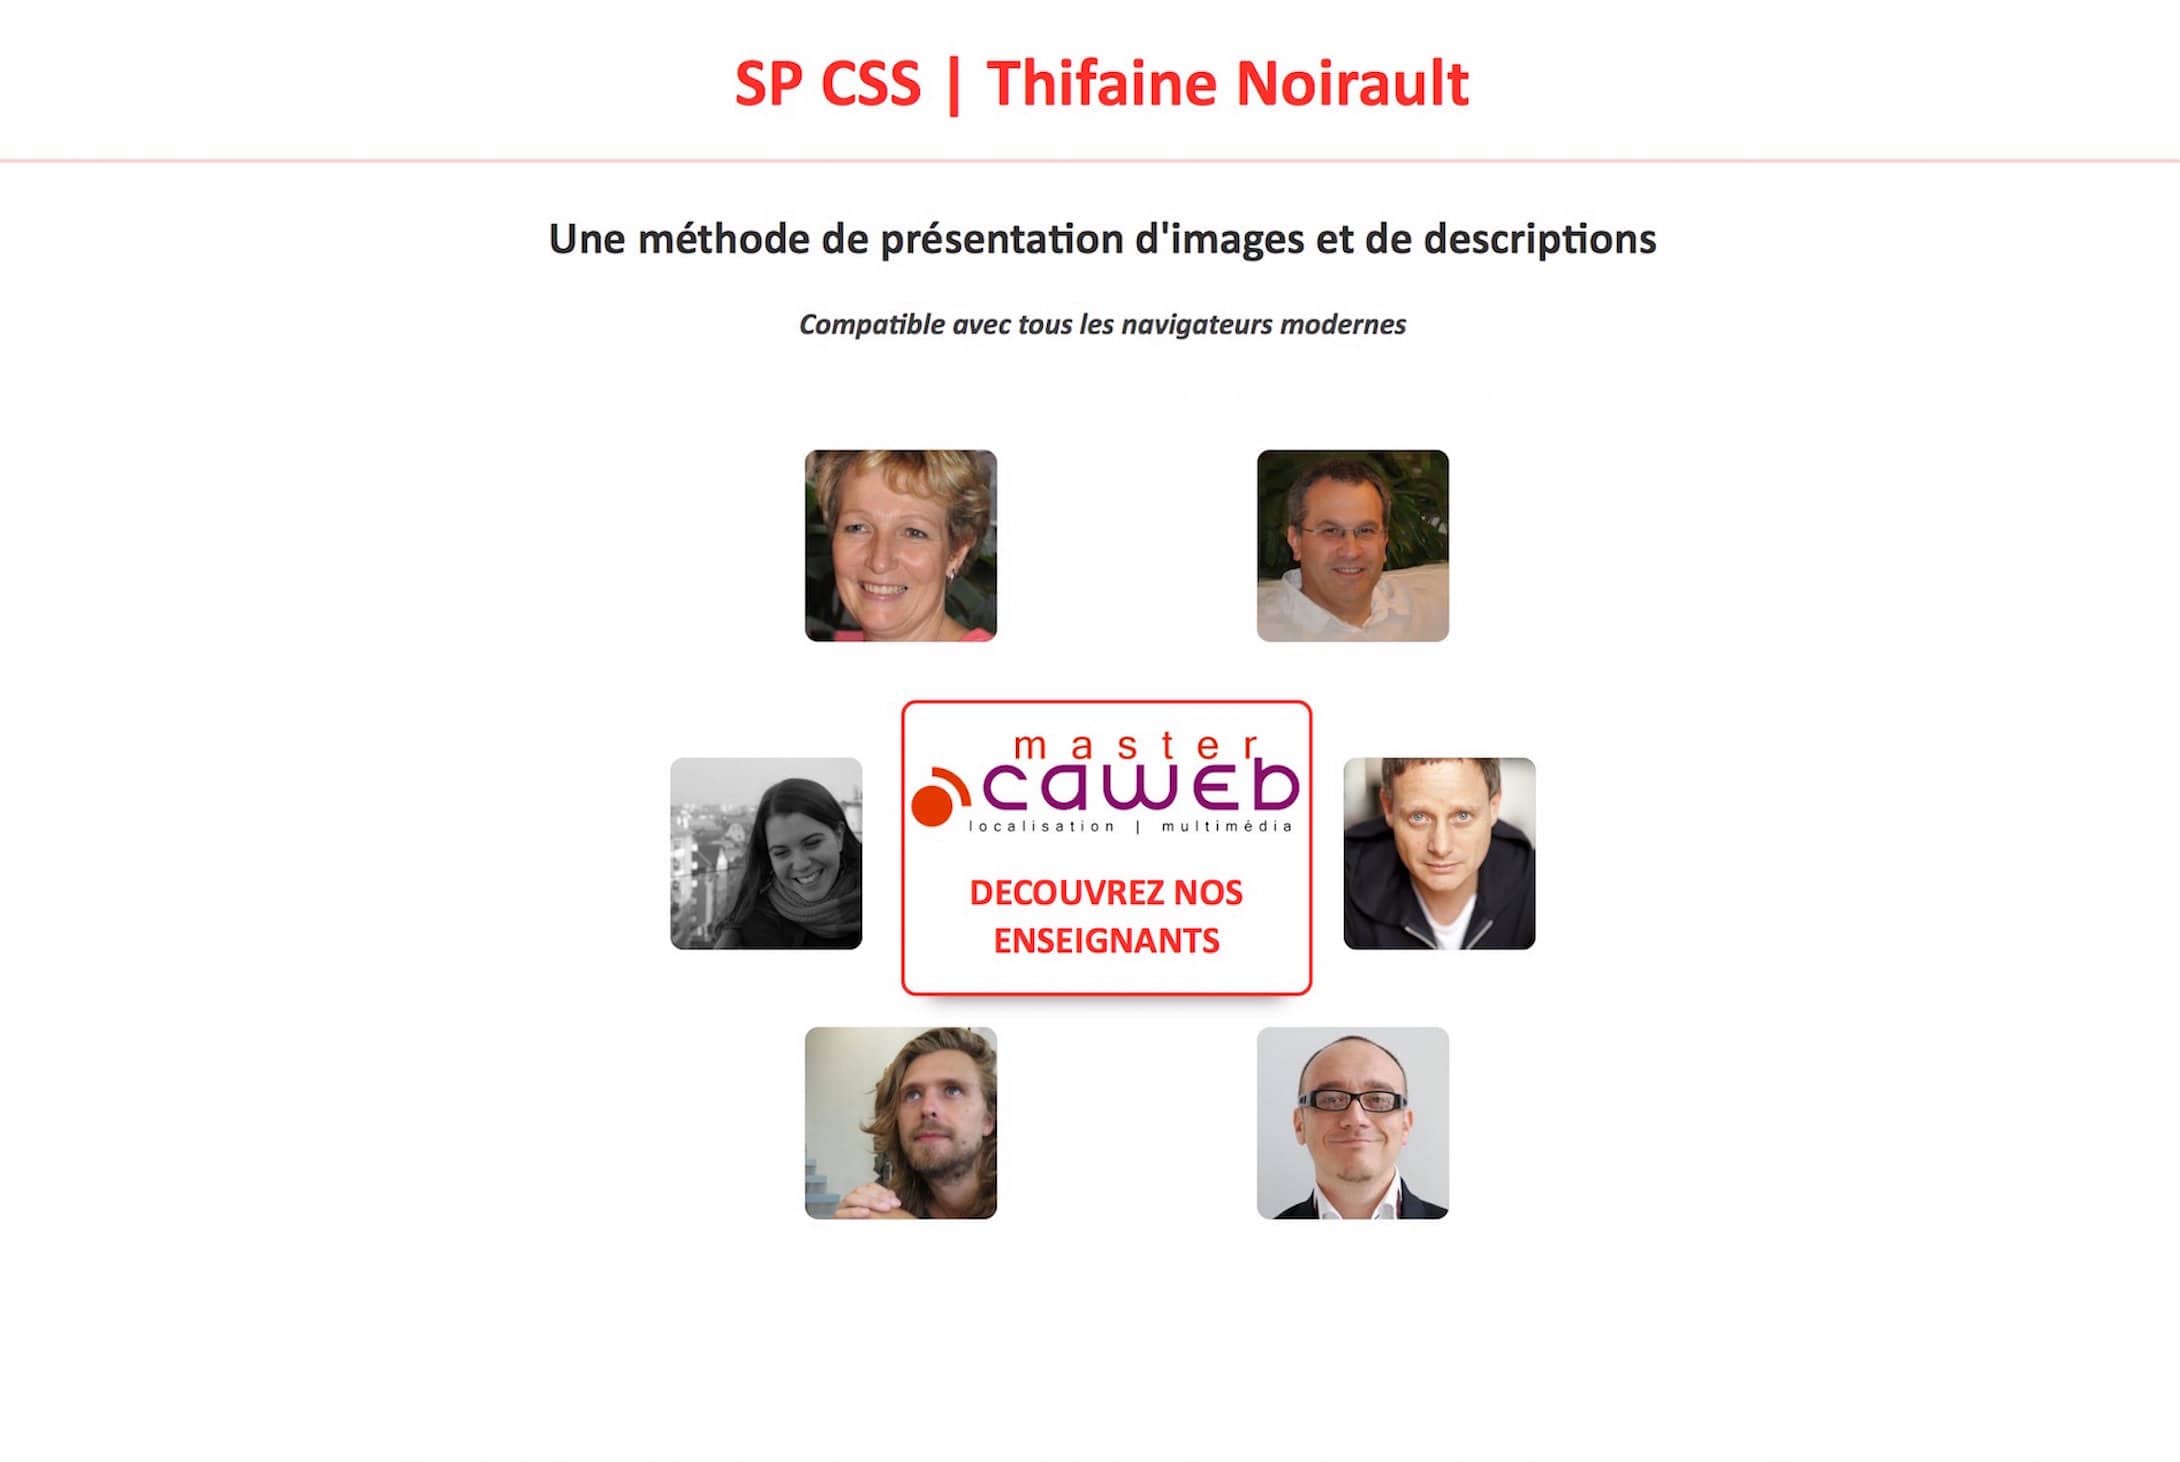 SP CSS | Thifaine Noirault
Une méthode de présentation d'images et de descriptions
Compatible avec tous les navigateurs modernes
master
caweb
localisation | multimédia
DECOUVREZ NOS
ENSEIGNANTS